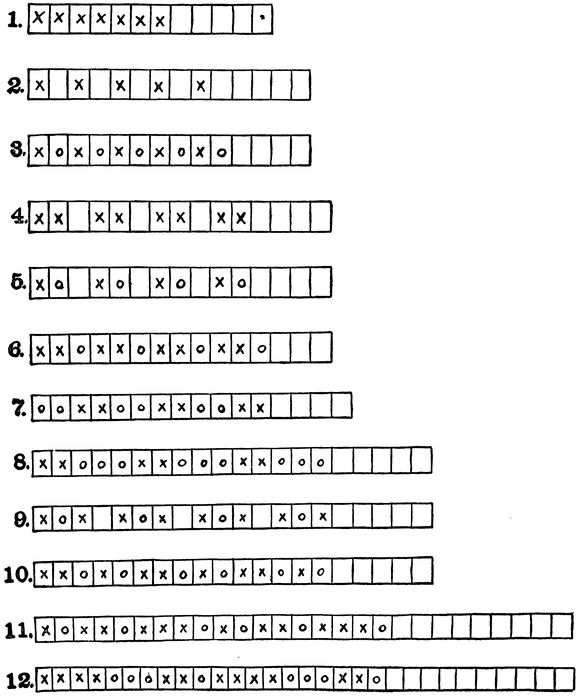 1. x x x x x x x
2. x x x x x
3. x o x o x o x o x o
4. x x x x x x x x
5. x o x o x o x o
6. x x o x x o x x o x x o
7. o o x x o o x x o o x x
8. x x o o o x x o o o x x o o o
9. x o x x o x x o x x o x
10. x x o x o x x o x o x x o x o
11. x o x x o x x x o x o x x o x x x o
12. x x x x o o o x x o x x x x o o o x x o